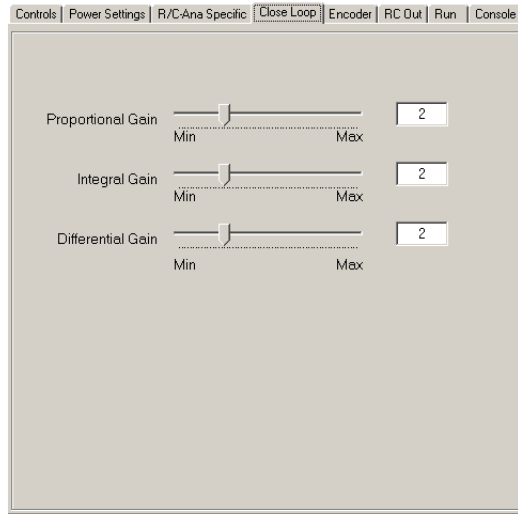 Controls Power Settings R/C-Ana Specific Close Loop Encoder RC Out Run Console
Proportional Gain 2
Min Max
Integral Gain 2
Min Max
Differential Gain 2
Min Max